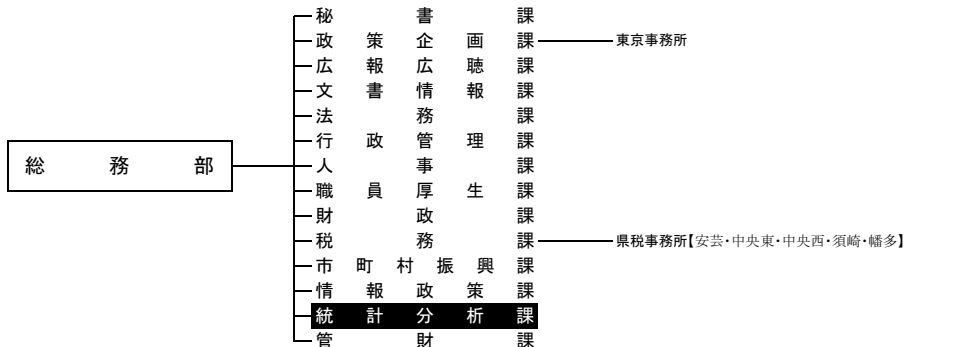 秘書課
政策企画課 東京事務所
広報広聴課
文書情報課
法務課
行政管理課
総務部 人事課
職員厚生課
財政課
税務課 県税事務所【安芸・中央東・中央西・須崎・幡多】
市町村振興課
情報政策課
統計分析課
管財課